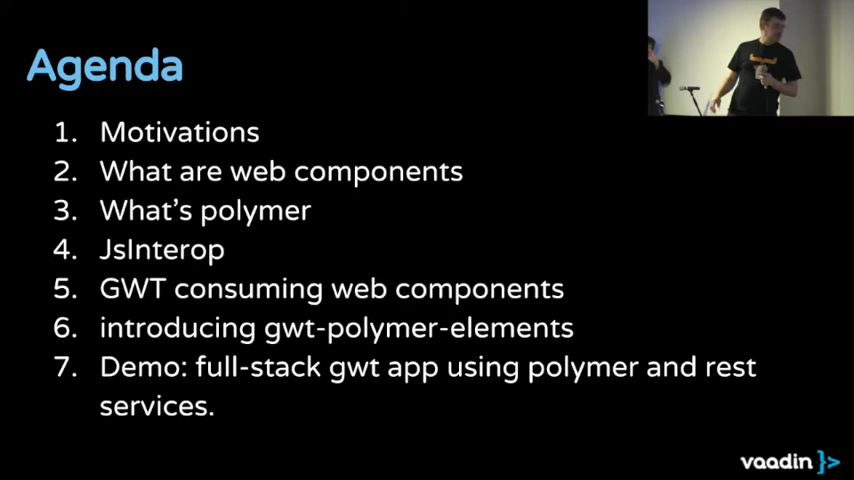 Agenda
1. Motivations
2. What are web components
3. What's polymer
4. JsInterop
5. GWT consuming web components
6. introducing gwt-polymer-elements
7. Demo: full-stack gwt app using polymer and rest
services.
vaadin }>